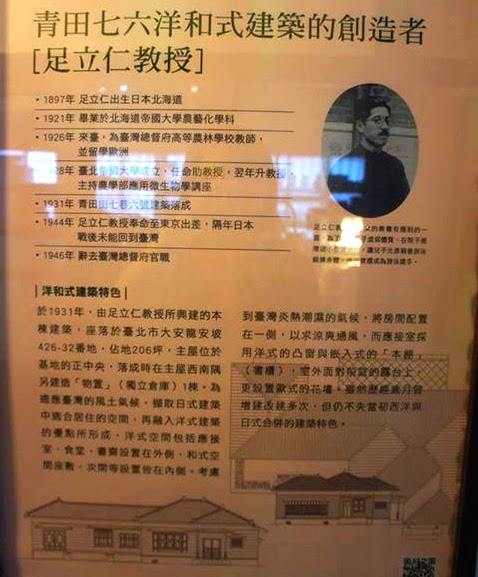 青田七六洋和式建築的創造者
[足立仁教授]
・1897年 足立仁出生日本北海道
・1921年 畢業於北海道帝國大學農藝化學科
・1926年 來臺，為臺灣總督府高等農林學校教師，
並留學歐洲
28年 臺北帝國大學成立，任命助教授，翌年升教授，
主持農學部應用微生物學講座
・1931年 青田街七巷六號建築落成
・1944年 足立仁教授奉命至東京出差，隔年日本
戰後未能回到臺灣
・1946年 辭去臺灣總督府官職
足立仁教
｜洋和式建築特色｜
於1931年，由足立仁教授所興建的本
棟建築，座落於臺北市大安龍安坡
426-32番地，佔地206坪，主屋位於
基地的正中央，落成時在主屋西南隅
另建造「物置」（獨立倉庫）1棟。為
適應臺灣的風土氣候，擷取日式建築
中適合居住的空間，再融入洋式建築
的優點所形成，洋式空間包括應接
室、食堂、書齋設置在外側，和式空
間座敷、次間等設置皆在內側。考慮
到臺灣炎熱潮濕的氣候，將房間配置
在一側，以求涼爽通風，而應接室採
用洋式的凸窗與嵌入式的「本棚」
（書櫃），室外面對飛窗的露台上，
更設置歐式的花壇。雖然歷經歲月曾
增建改建多次，但仍不失當初西洋與
日式合併的建築特色。